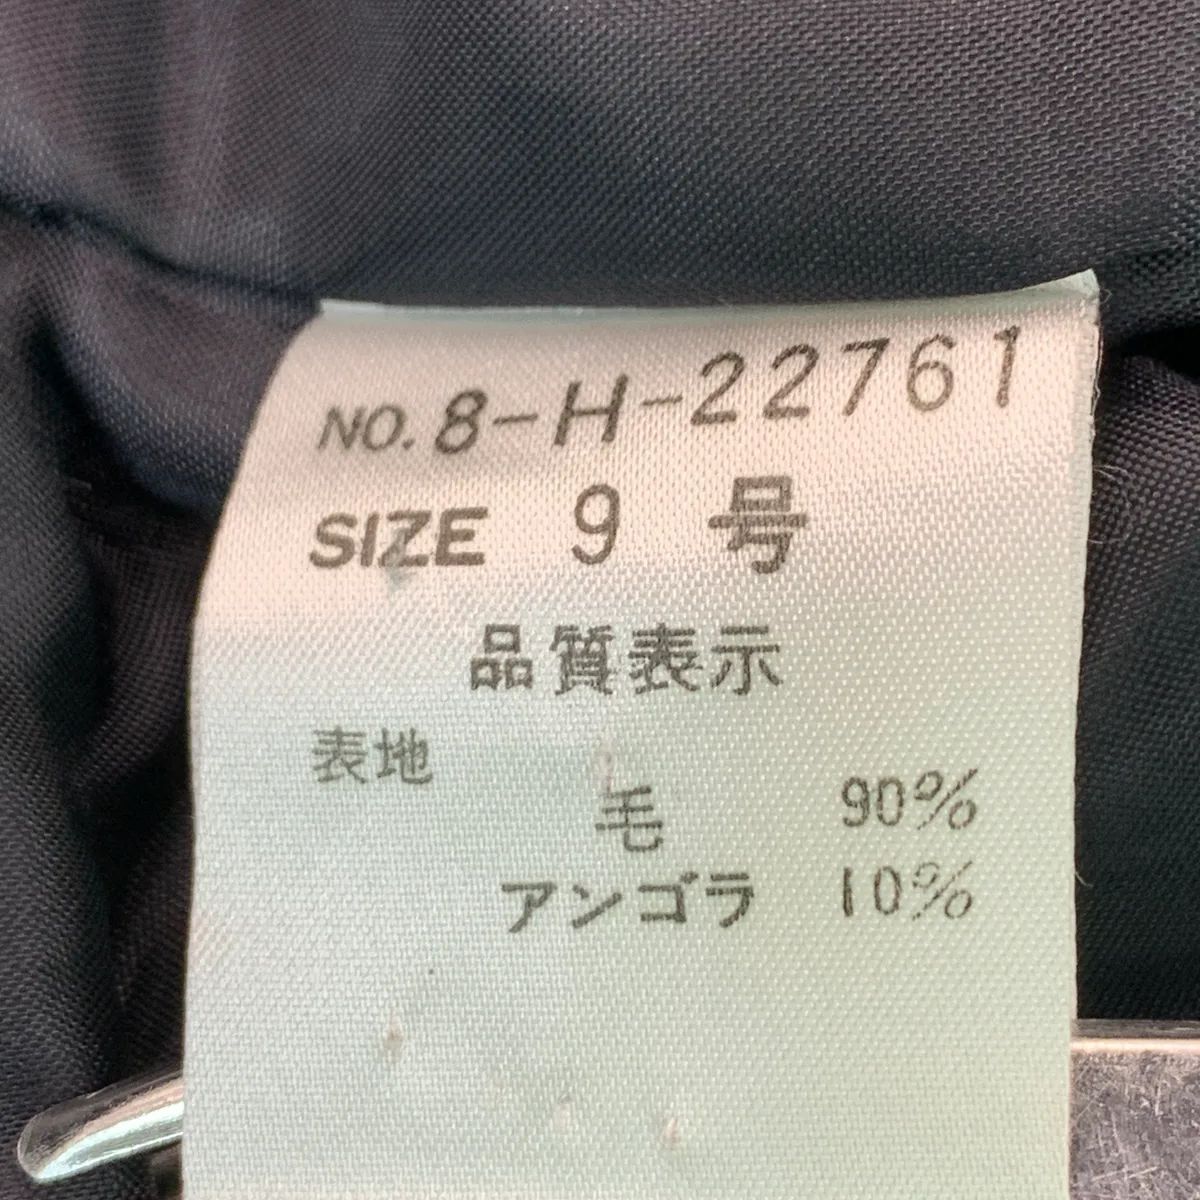 NO. 8-H-22761
SIZE 9 号
品質表示
表地
毛 90%
アンゴラ 10%